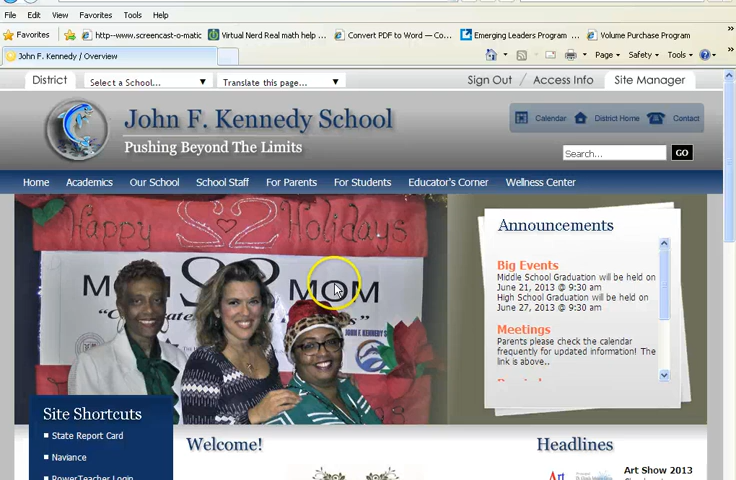 File Edit View Favorites Tools Help
Favorites http--www.screencast-o-matic Virtual Nerd Real math help ... Convert PDF to Word — Co... Emerging Leaders Program ... Volume Purchase Program
John F. Kennedy / Overview Page Safety Tools
District Select a School... Translate this page... Sign Out Access Info Site Manager
John F. Kennedy School
Pushing Beyond The Limits
Calendar District Home Contact
Search... GO
Home Academics Our School School Staff For Parents For Students Educator's Corner Wellness Center
Happy S2 Holidays
MOM MOM
JOHN F. KENNEDY
Announcements
Big Events
Middle School Graduation will be held on
June 21, 2013 @ 9:30 am
High School Graduation will be held on
June 27, 2013 @ 9:30 am
Meetings
Parents please check the calendar
frequently for updated information! The
link is above..
Site Shortcuts
State Report Card
Naviance
PowerTeacher Login
Welcome!
Headlines
Art
Art Show 2013